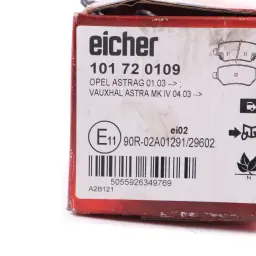 eicher
101 72 0109
OPEL ASTRAG 01.03 -->
VAUXHAL ASTRA MK IV 04.03 -->
ei02
E11 90R-02A01291/29602
5055926349769
A2B121